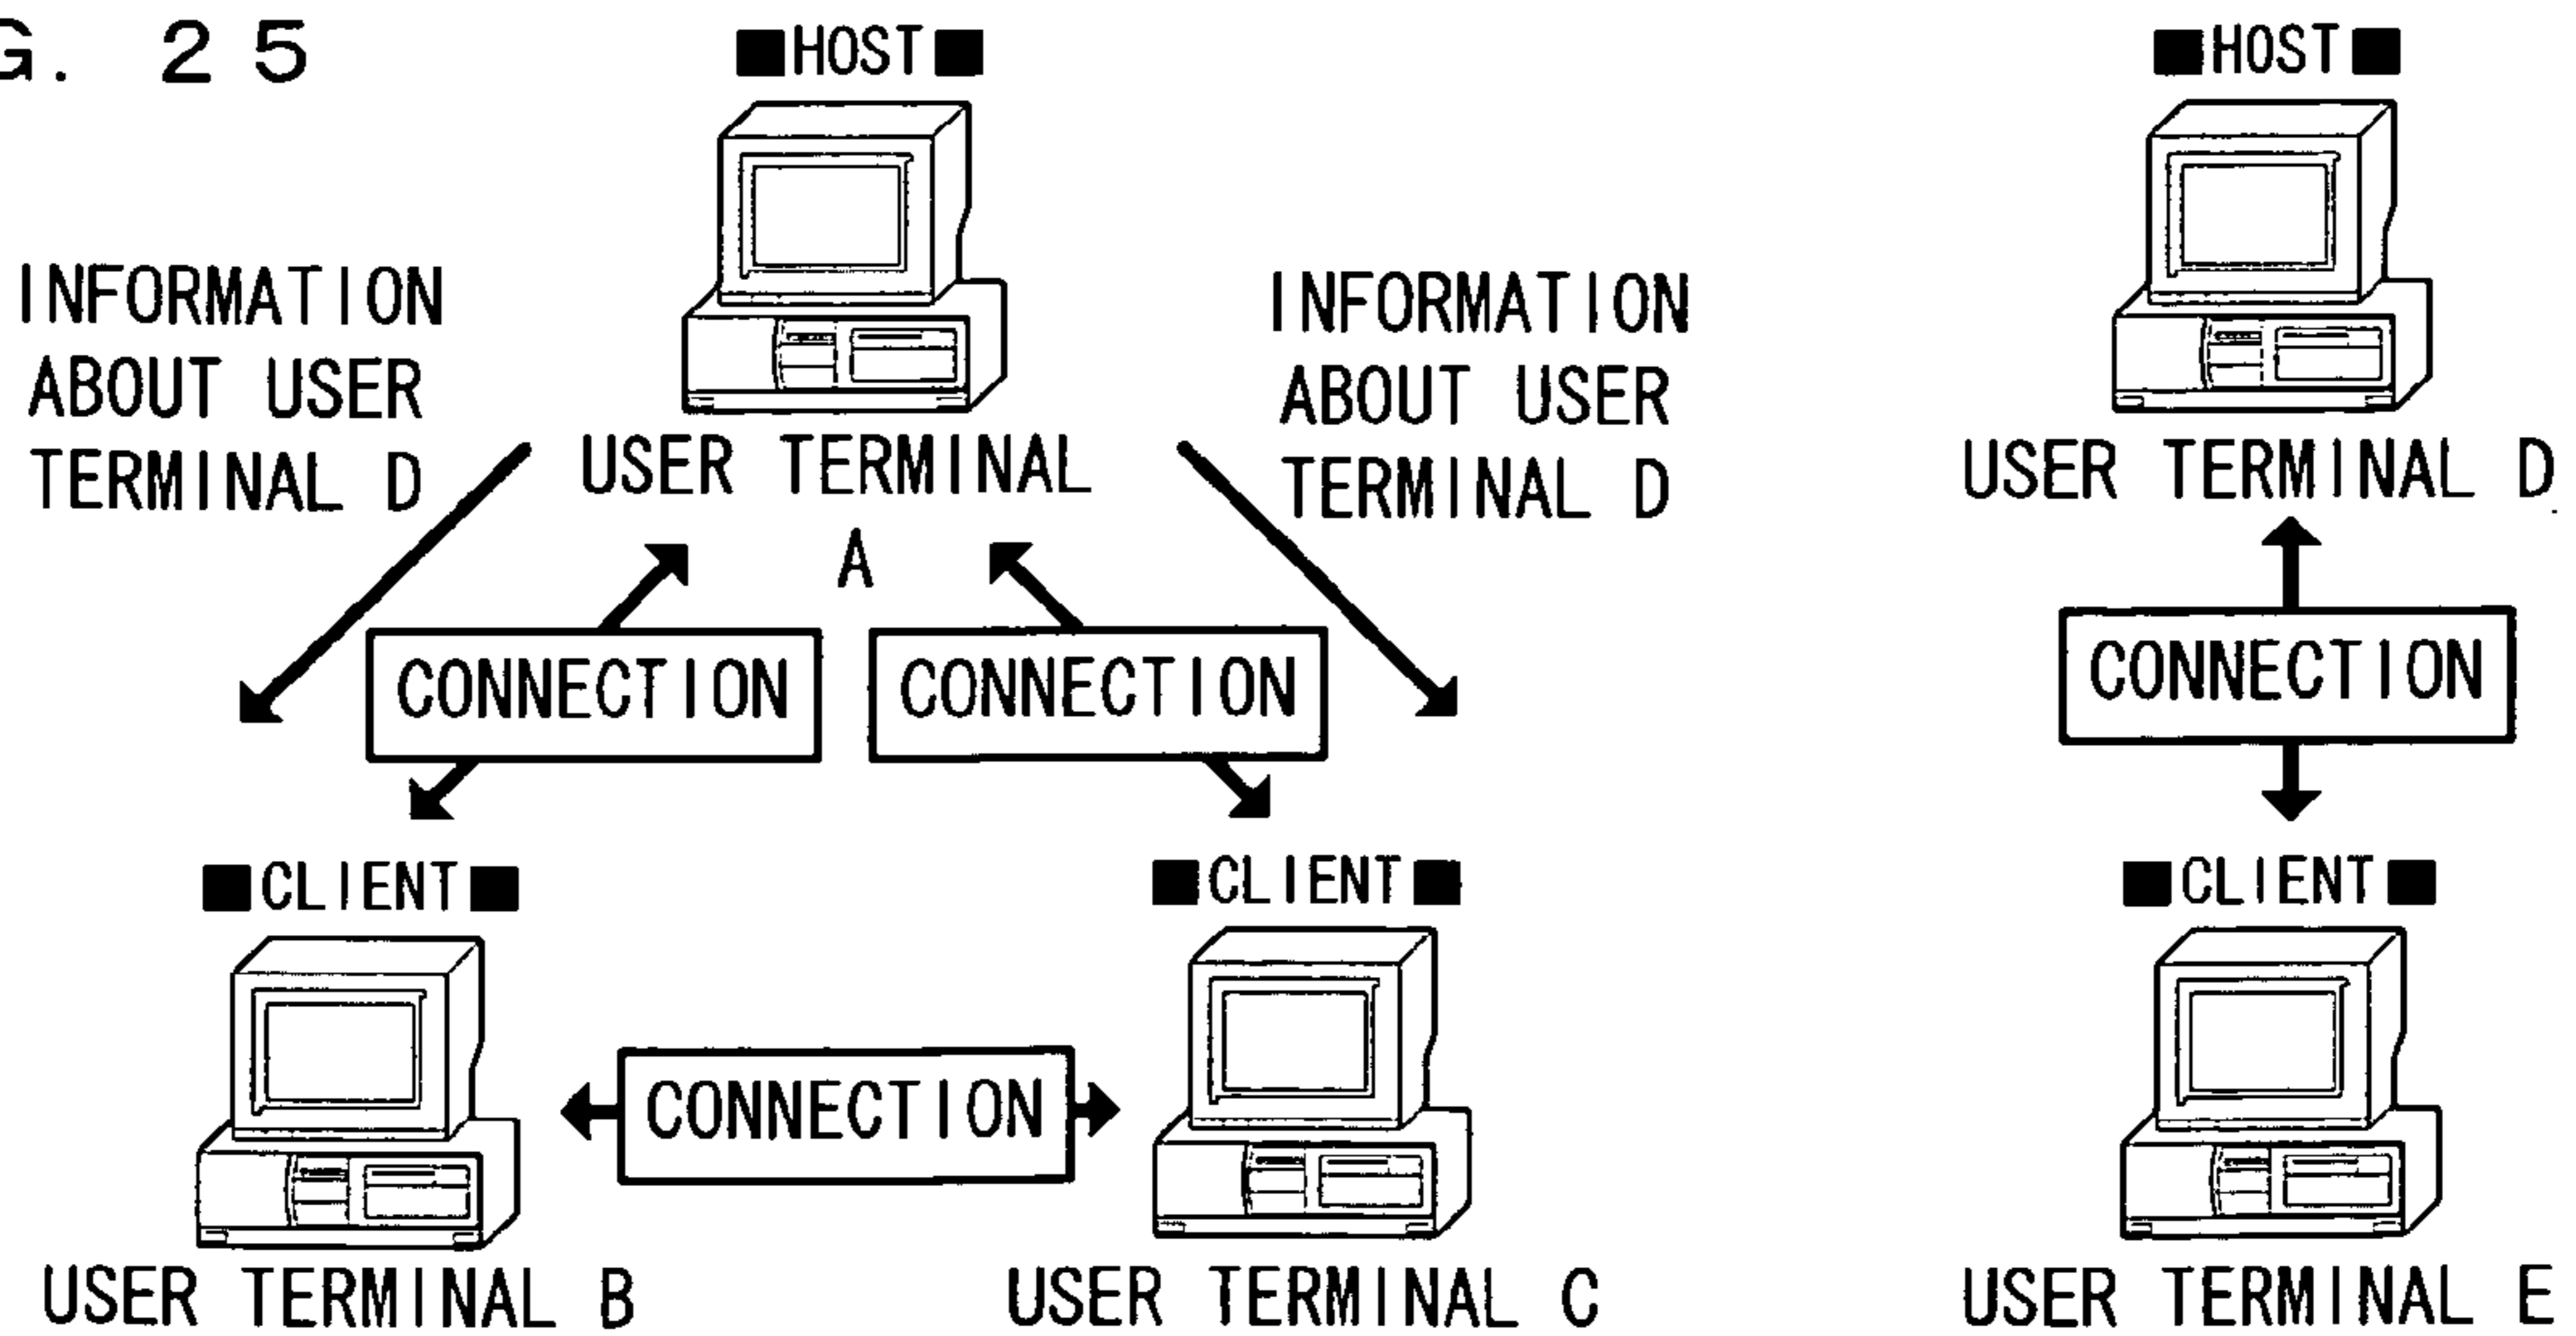 G. 25
■HOST■
■HOST■
INFORMATION
ABOUT USER
TERMINAL D
INFORMATION
ABOUT USER
TERMINAL D
USER TERMINAL
A
USER TERMINAL D
CONNECTION
CONNECTION
CONNECTION
■CLIENT■
■CLIENT■
■CLIENT■
CONNECTION
USER TERMINAL B
USER TERMINAL C
USER TERMINAL E